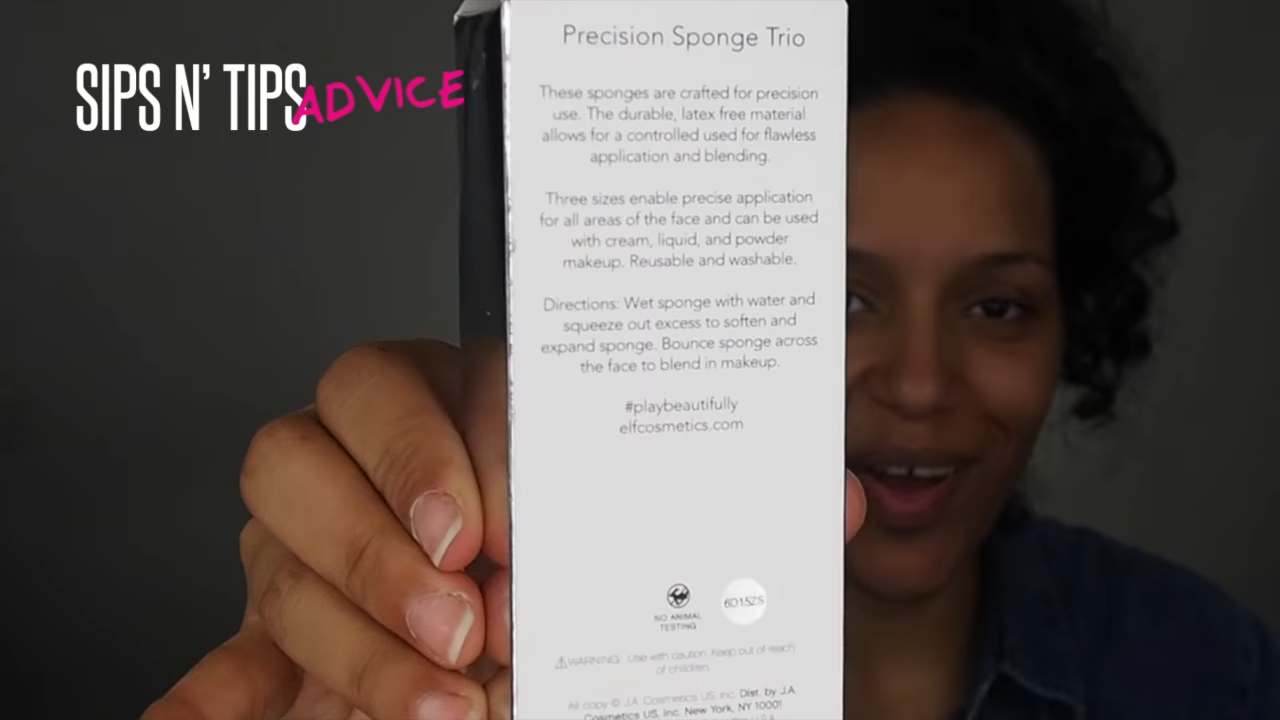 SIPS N' TIPS
ADVICE
Precision Sponge Trio
These sponges are crafted for precision
use. The durable, latex free material
allows for a controlled used for flawless
application and blending.
Three sizes enable precise application
for all areas of the face and can be used
with cream, liquid, and powder
makeup. Reusable and washable.
Directions: Wet sponge with water and
squeeze out excess to soften and
expand sponge. Bounce sponge across
the face to blend in makeup.
#playbeautifully
elfcosmetics.com
NO ANIMAL
TESTING
6D15ZS
WARNING: Use with caution. Keep out of reach
of children.
All copy © J.A. Cosmetics US, Inc. Dist. by J.A.
Cosmetics US, Inc. New York, NY 10001